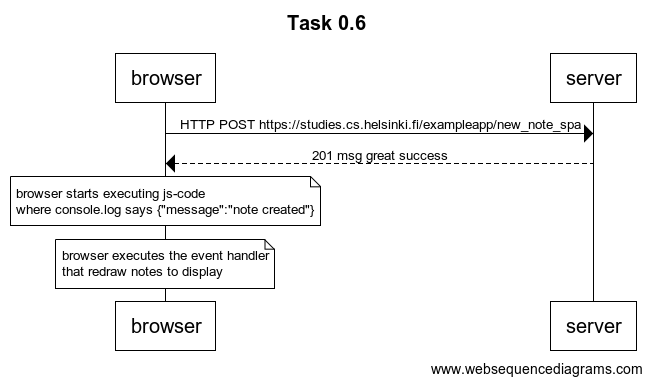 Task 0.6
browser
server
HTTP POST https://studies.cs.helsinki.fi/exampleapp/new_note_spa
201 msg great success
browser starts executing js-code
where console.log says {"message":"note created"}
browser executes the event handler
that redraw notes to display
browser
server
www.websequencediagrams.com